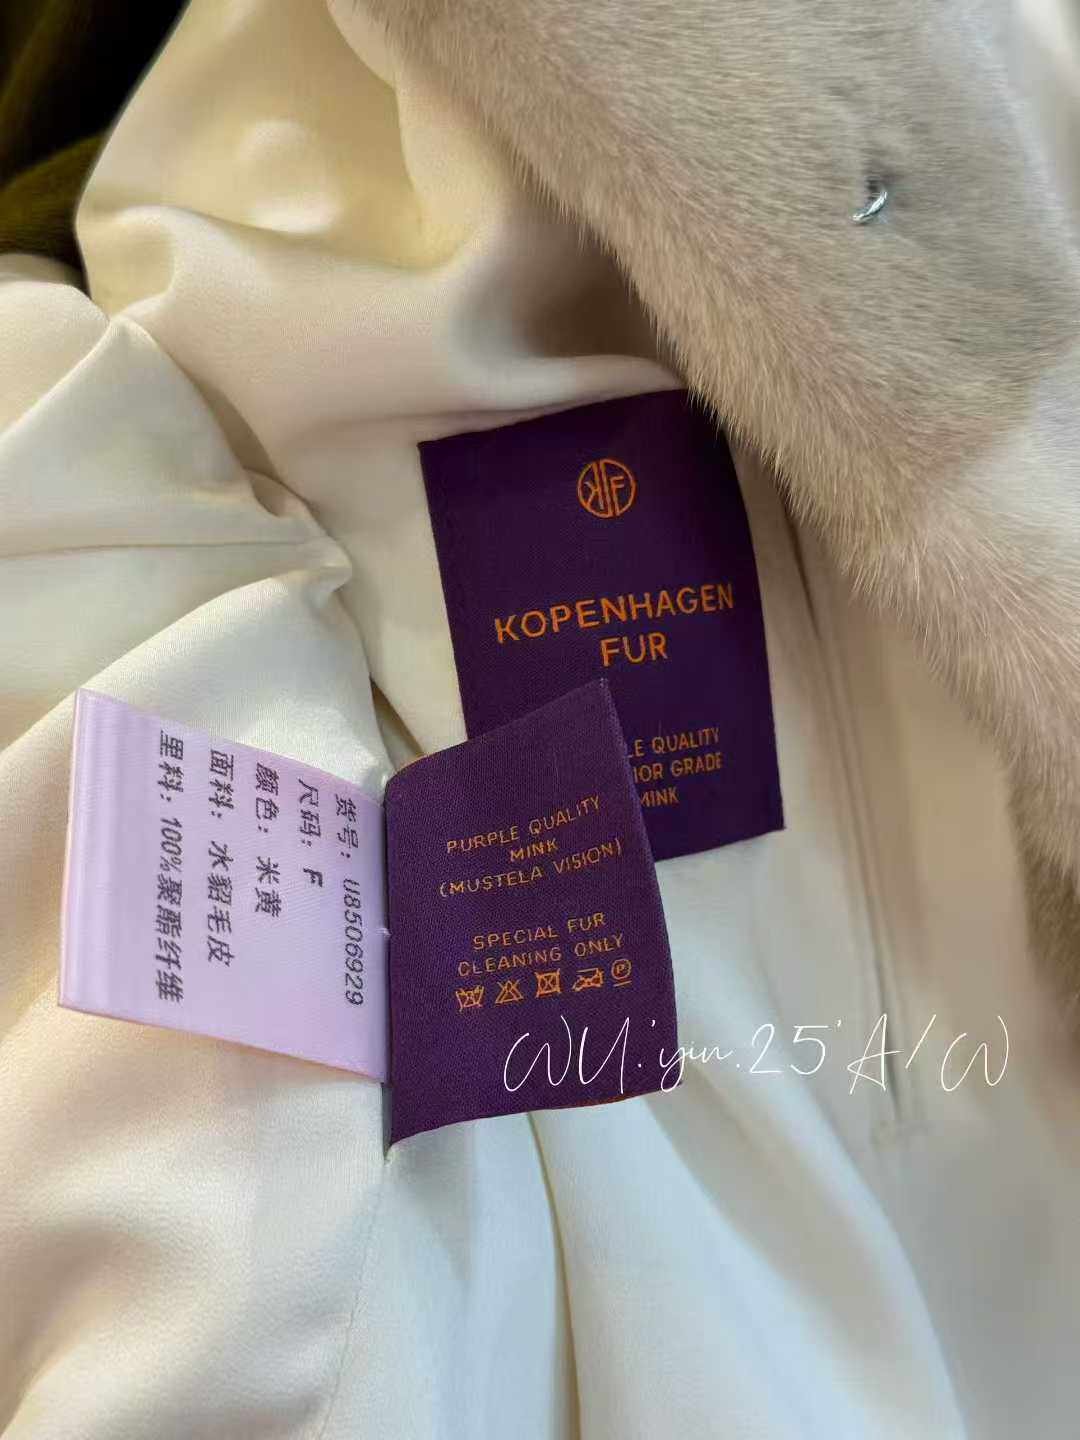 KF
KOPENHAGEN
FUR
LE QUALITY
IOR GRADE
MINK
PURPLE QUALITY
MINK
(MUSTELA VISION)
SPECIAL FUR
CLEANING ONLY
P
货号: U8506929
尺码: F
颜色: 米黄
面料: 水貂毛皮
里料: 100%聚酯纤维
WU.'yin.25'A/W